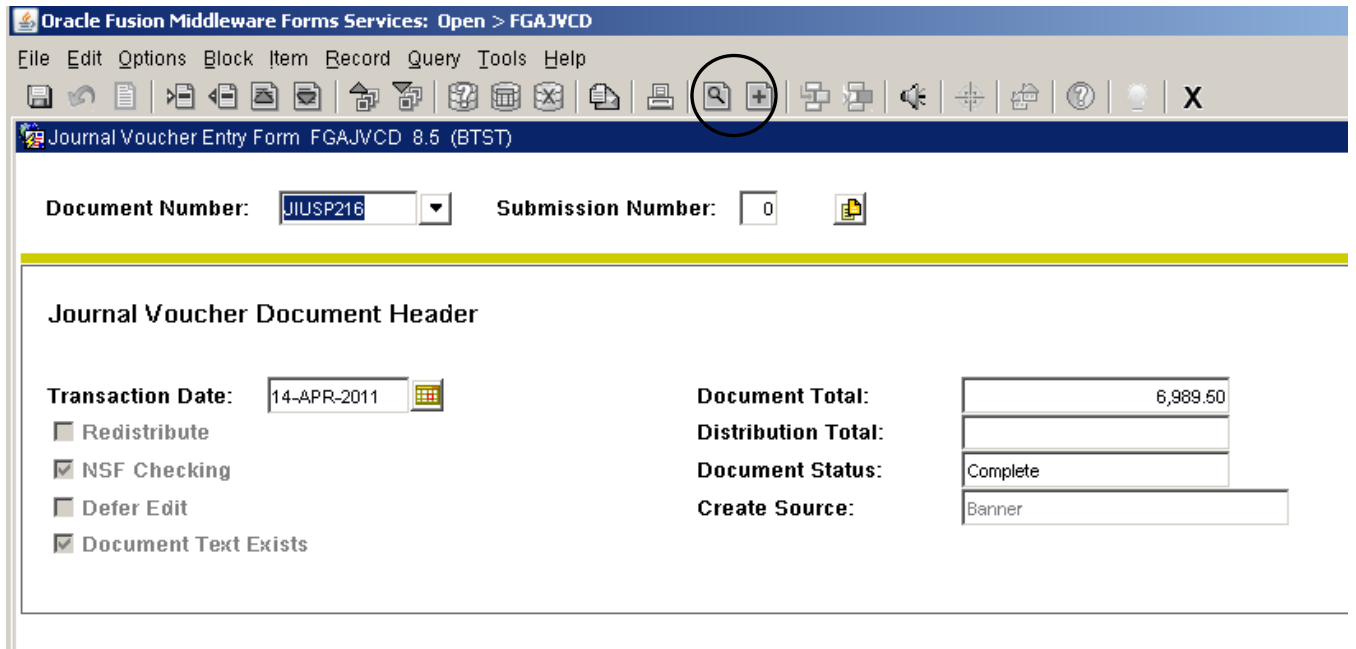 Oracle Fusion Middleware Forms Services: Open > FGAJVCD
File Edit Options Block Item Record Query Tools Help
X
Journal Voucher Entry Form FGAJVCD 8.5 (BTST)
Document Number: JIUSP216 Submission Number: 0
Journal Voucher Document Header
Transaction Date: 14-APR-2011 Document Total: 6,989.50
Redistribute Distribution Total:
NSF Checking Document Status: Complete
Defer Edit Create Source: Banner
Document Text Exists